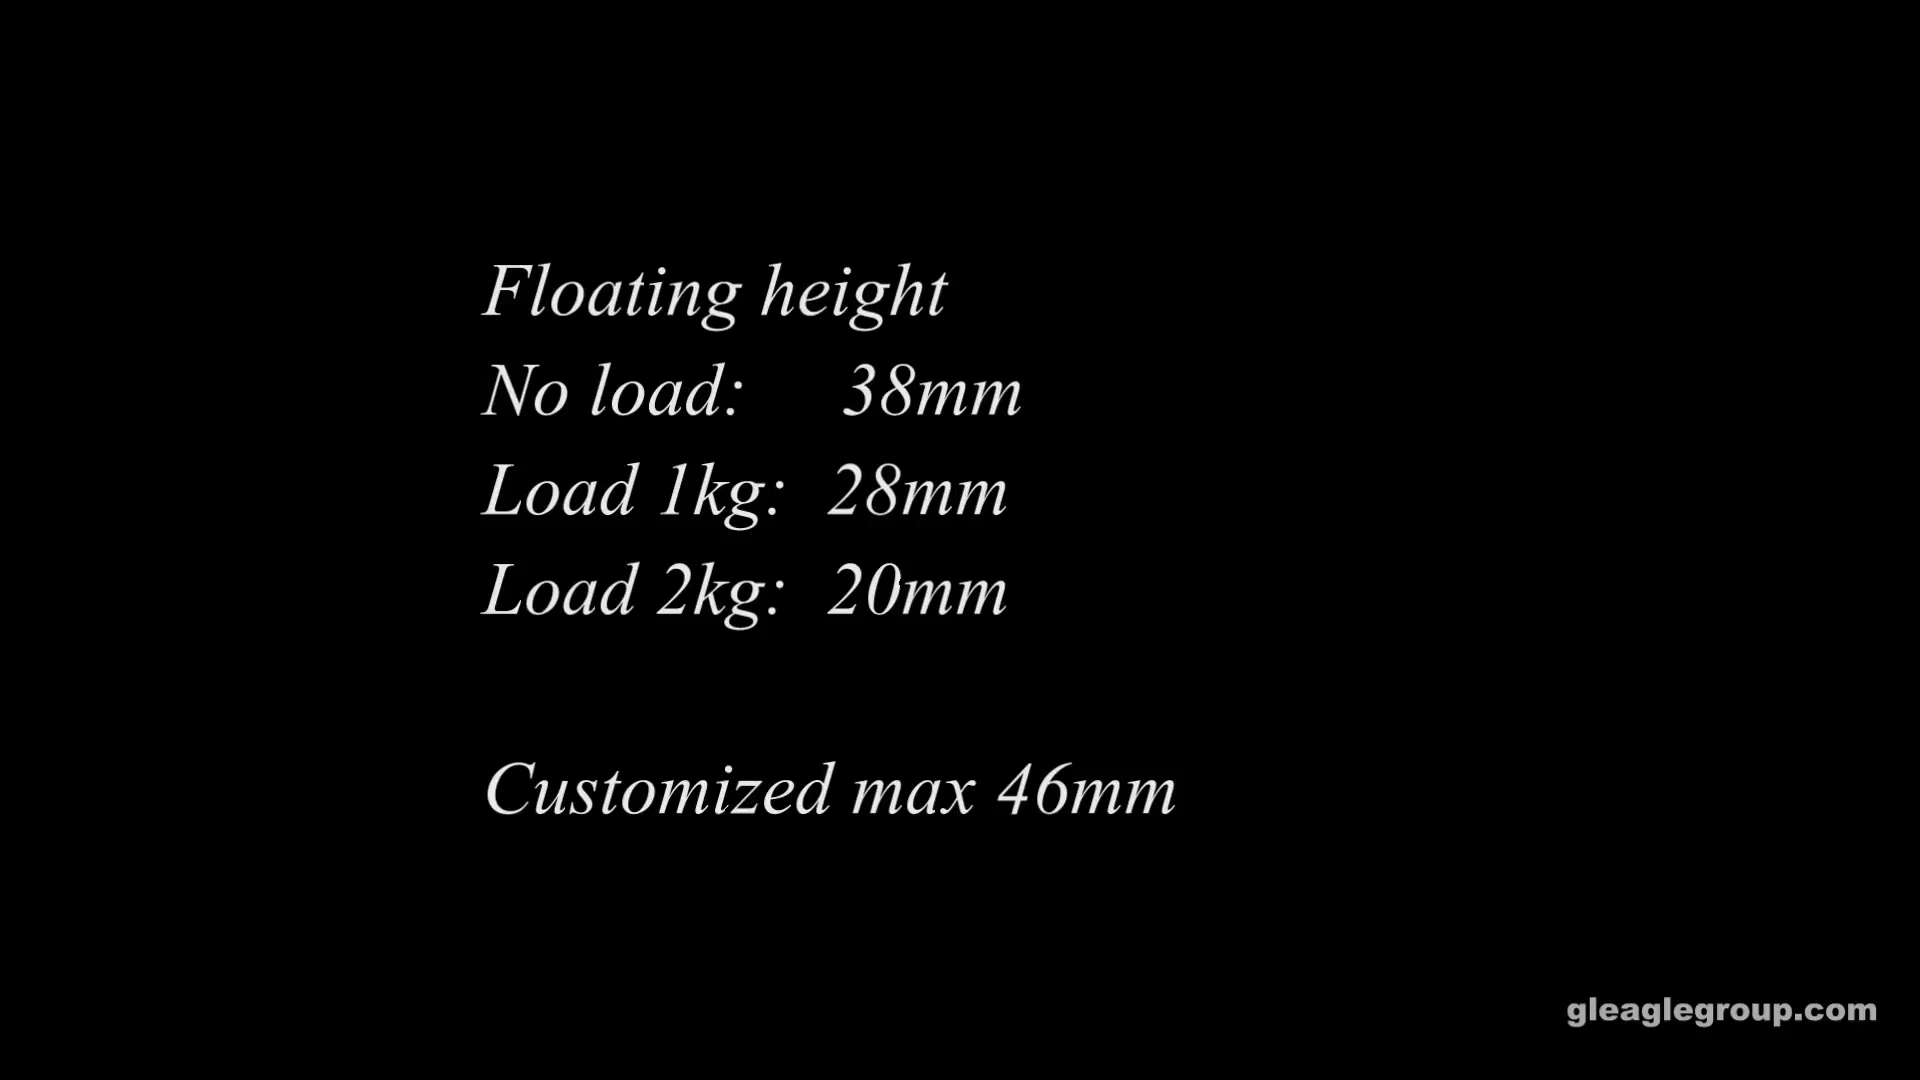 Floating height
No load: 38mm
Load 1kg: 28mm
Load 2kg: 20mm
Customized max 46mm
gleaglegroup.com